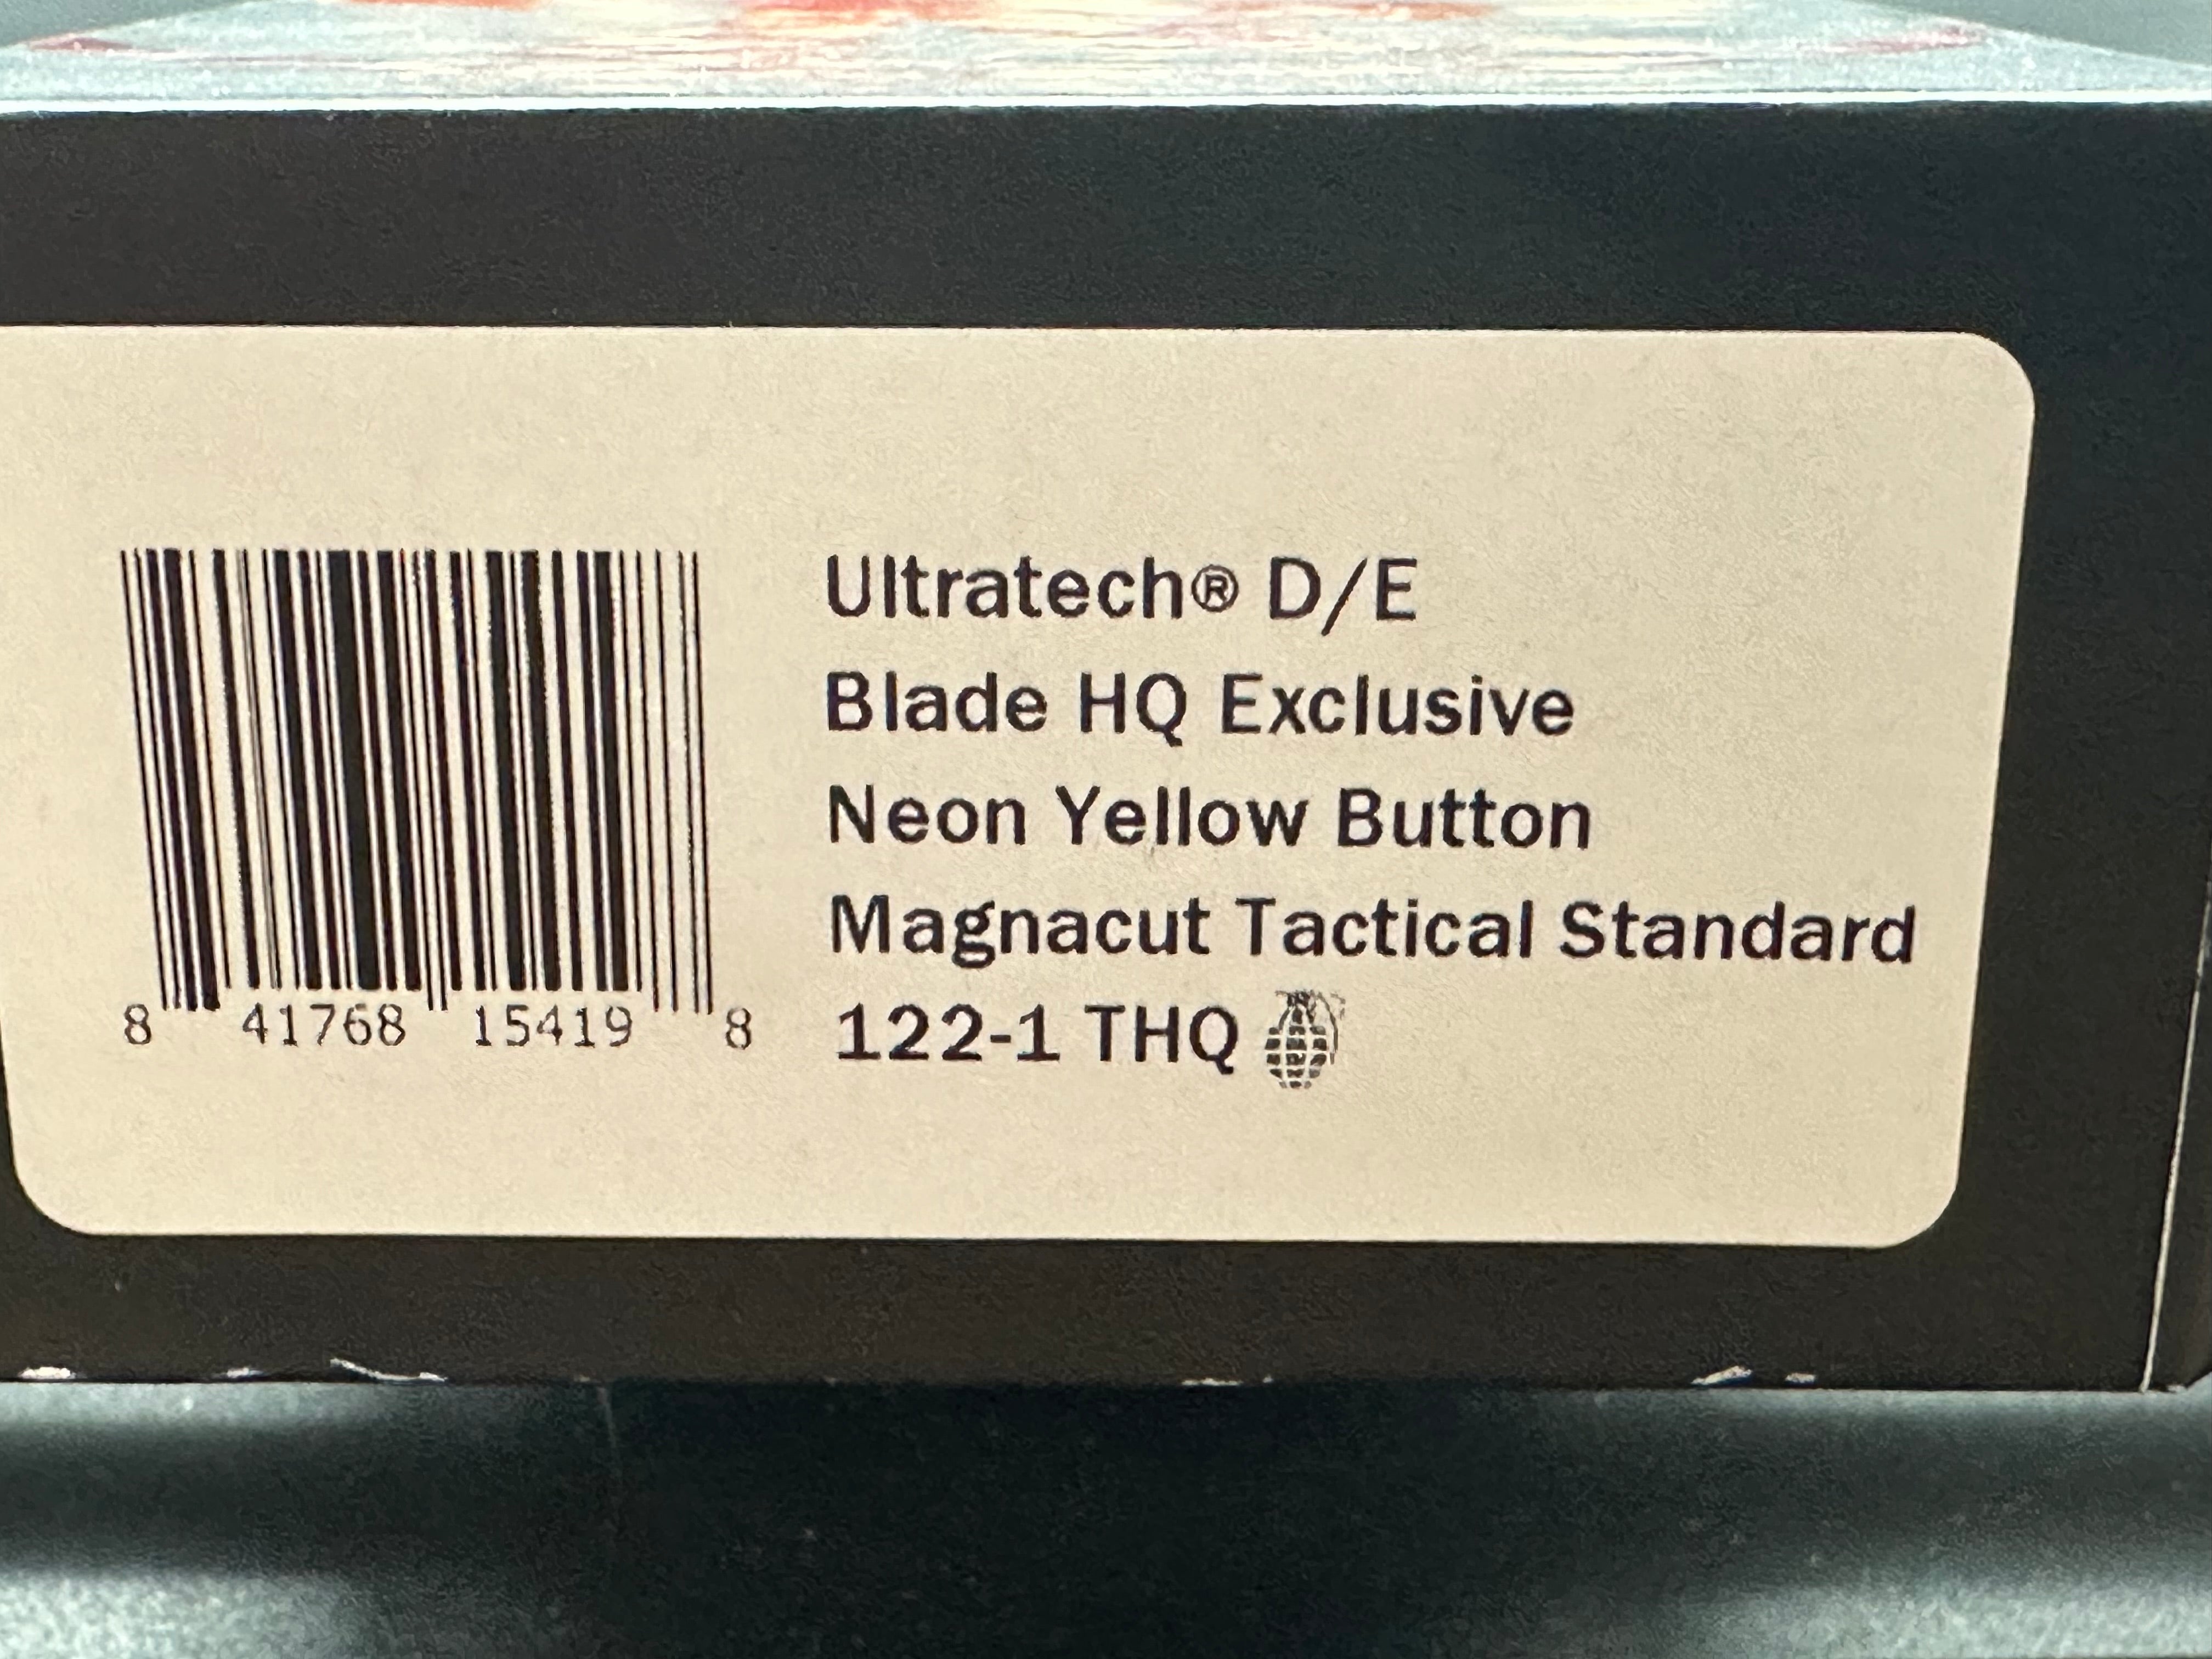 Ultratech® D/E
Blade HQ Exclusive
Neon Yellow Button
Magnacut Tactical Standard
122-1 THQ
8 41768 15419 8